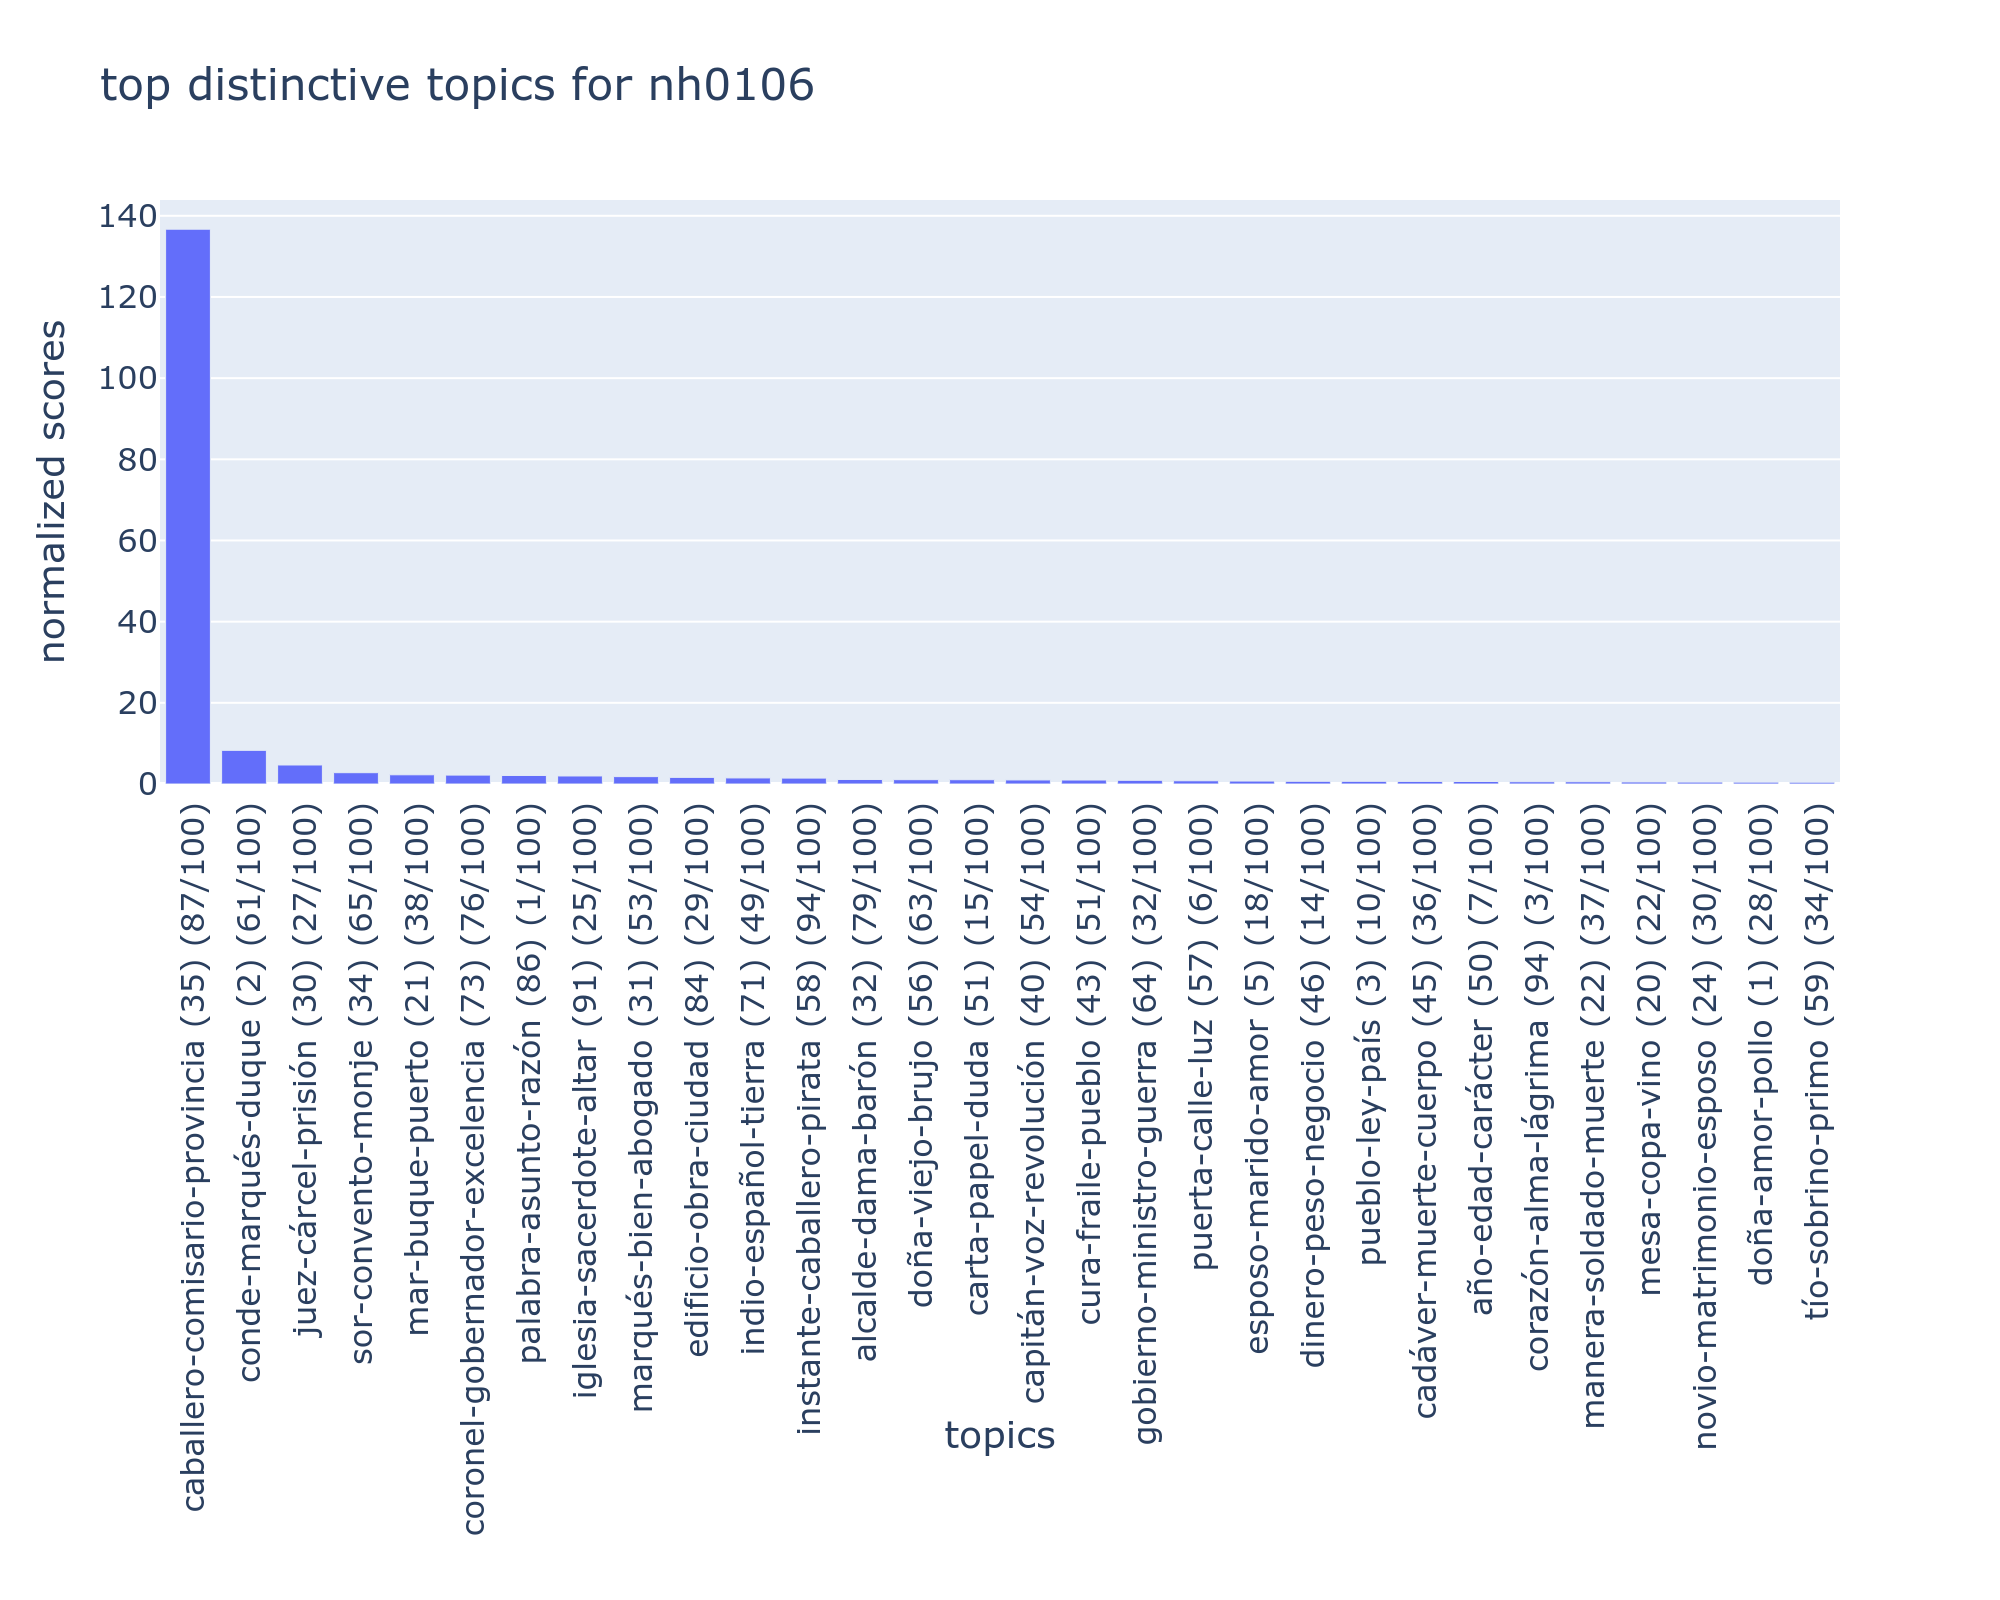 top distinctive topics for nh0106
normalized scores
140
120
100
80
60
40
20
0
caballero-comisario-provincia (35) (87/100)
conde-marqués-duque (2) (61/100)
juez-cárcel-prisión (30) (27/100)
sor-convento-monje (34) (65/100)
mar-buque-puerto (21) (38/100)
coronel-gobernador-excelencia (73) (76/100)
palabra-asunto-razón (86) (1/100)
iglesia-sacerdote-altar (91) (25/100)
marqués-bien-abogado (31) (53/100)
edificio-obra-ciudad (84) (29/100)
indio-español-tierra (71) (49/100)
instante-caballero-pirata (58) (94/100)
alcalde-dama-barón (32) (79/100)
doña-viejo-brujo (56) (63/100)
carta-papel-duda (51) (15/100)
capitán-voz-revolución (40) (54/100)
cura-fraile-pueblo (43) (51/100)
gobierno-ministro-guerra (64) (32/100)
puerta-calle-luz (57) (6/100)
esposo-marido-amor (5) (18/100)
dinero-peso-negocio (46) (14/100)
pueblo-ley-país (3) (10/100)
cadáver-muerte-cuerpo (45) (36/100)
año-edad-carácter (50) (7/100)
corazón-alma-lágrima (94) (3/100)
manera-soldado-muerte (22) (37/100)
mesa-copa-vino (20) (22/100)
novio-matrimonio-esposo (24) (30/100)
doña-amor-pollo (1) (28/100)
tío-sobrino-primo (59) (34/100)
topics